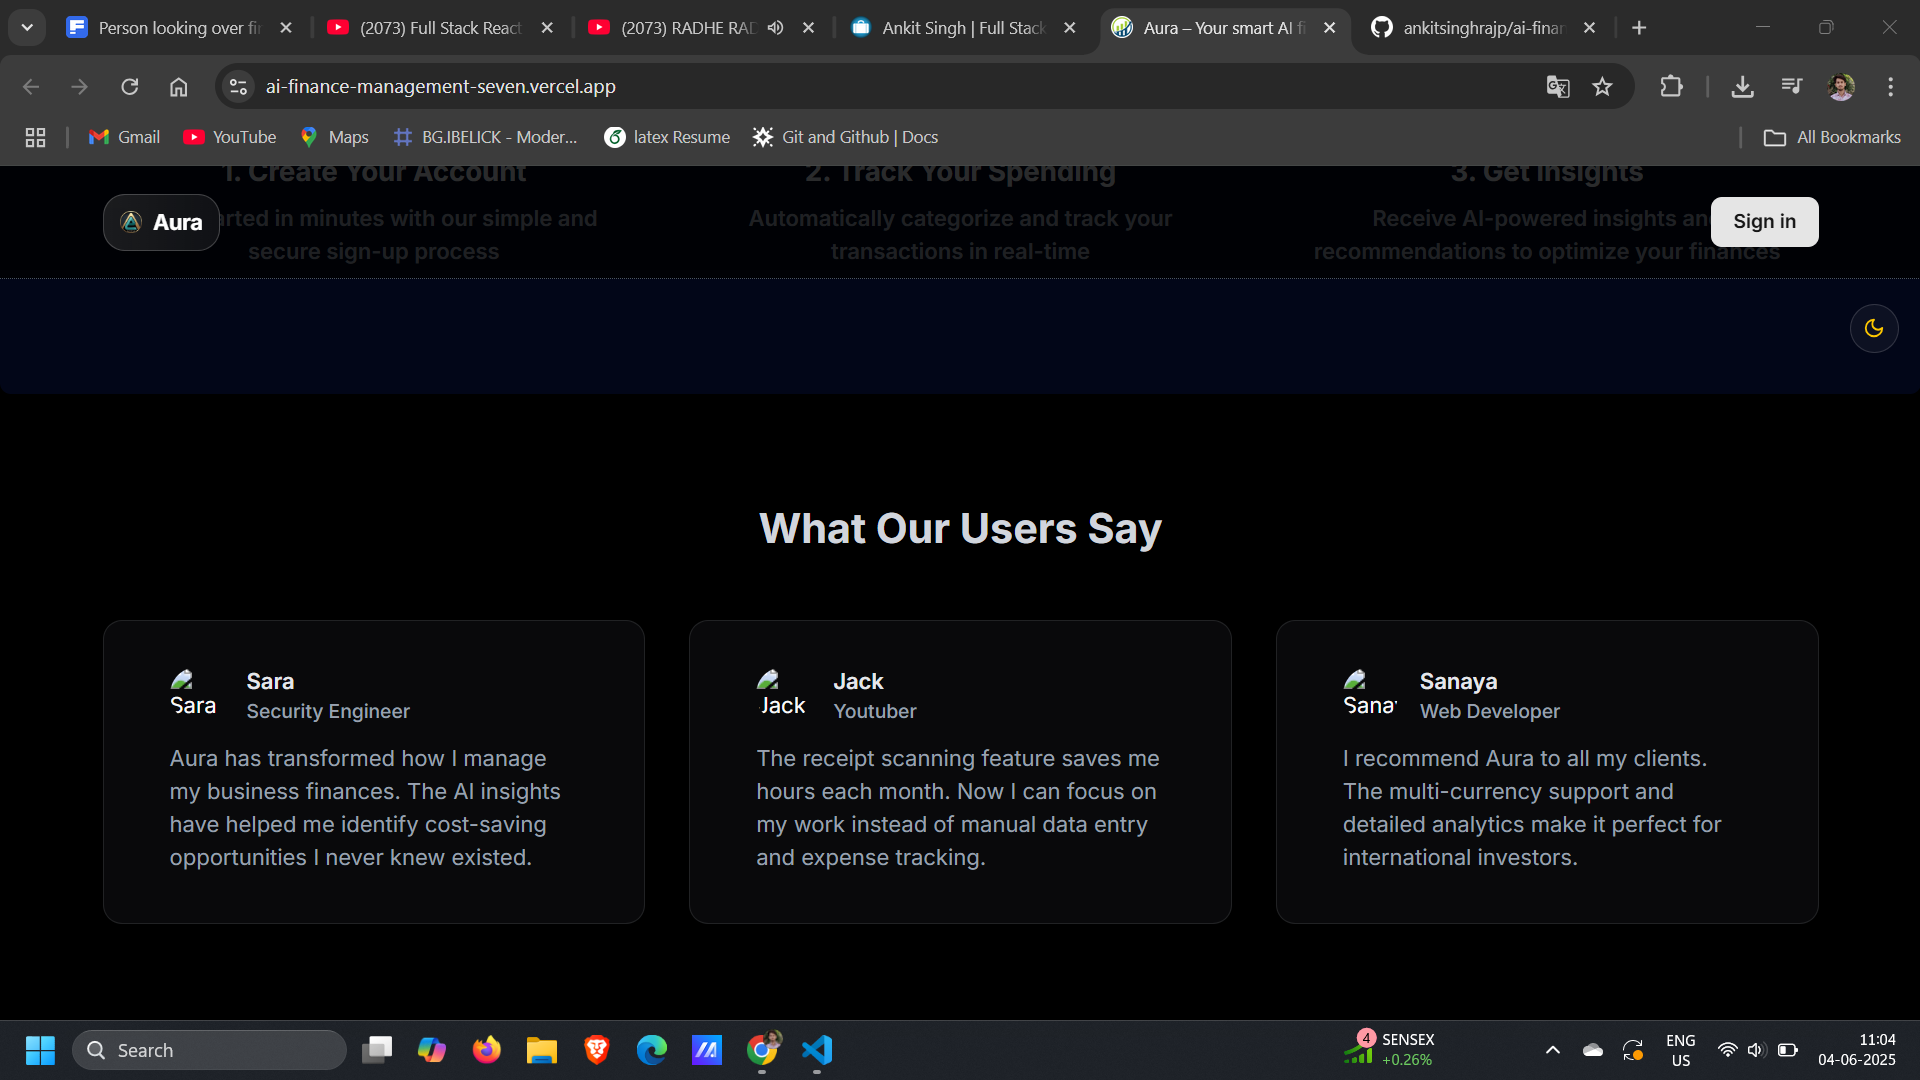 Person looking over fi
(2073) Full Stack React
(2073) RADHE RAD
Ankit Singh | Full Stack
Aura – Your smart AI fi
ankitsinghrajp/ai-finan
ai-finance-management-seven.vercel.app
Gmail
YouTube
Maps
BG.IBELICK - Moder...
latex Resume
Git and Github | Docs
All Bookmarks
1. Create Your Account
2. Track Your Spending
3. Get Insights
Aura
arted in minutes with our simple and
secure sign-up process
Automatically categorize and track your
transactions in real-time
Receive AI-powered insights an
recommendations to optimize your finances
Sign in
What Our Users Say
Sara
Sara
Security Engineer
Aura has transformed how I manage
my business finances. The AI insights
have helped me identify cost-saving
opportunities I never knew existed.
Jack
Jack
Youtuber
The receipt scanning feature saves me
hours each month. Now I can focus on
my work instead of manual data entry
and expense tracking.
Sana
Sanaya
Web Developer
I recommend Aura to all my clients.
The multi-currency support and
detailed analytics make it perfect for
international investors.
Search
4
SENSEX
+0.26%
ENG
US
11:04
04-06-2025